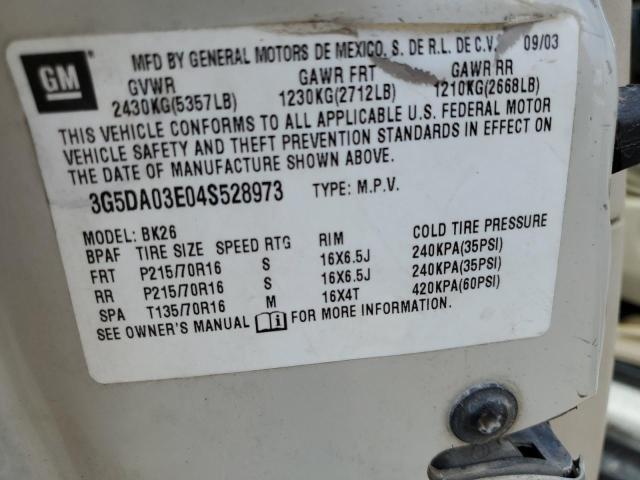 GM
MFD BY GENERAL MOTORS DE MEXICO, S. DE R.L. DE C.V. 09/03
GVWR GAWR FRT GAWR RR
2430KG(5357LB) 1230KG(2712LB) 1210KG(2668LB)
THIS VEHICLE CONFORMS TO ALL APPLICABLE U.S. FEDERAL MOTOR
VEHICLE SAFETY AND THEFT PREVENTION STANDARDS IN EFFECT ON
THE DATE OF MANUFACTURE SHOWN ABOVE.
3G5DA03E04S528973 TYPE: M.P.V.
MODEL: BK26
BPAF TIRE SIZE SPEED RTG RIM COLD TIRE PRESSURE
FRT P215/70R16 S 16X6.5J 240KPA(35PSI)
RR P215/70R16 S 16X6.5J 240KPA(35PSI)
SPA T135/70R16 M 16X4T 420KPA(60PSI)
SEE OWNER'S MANUAL FOR MORE INFORMATION.